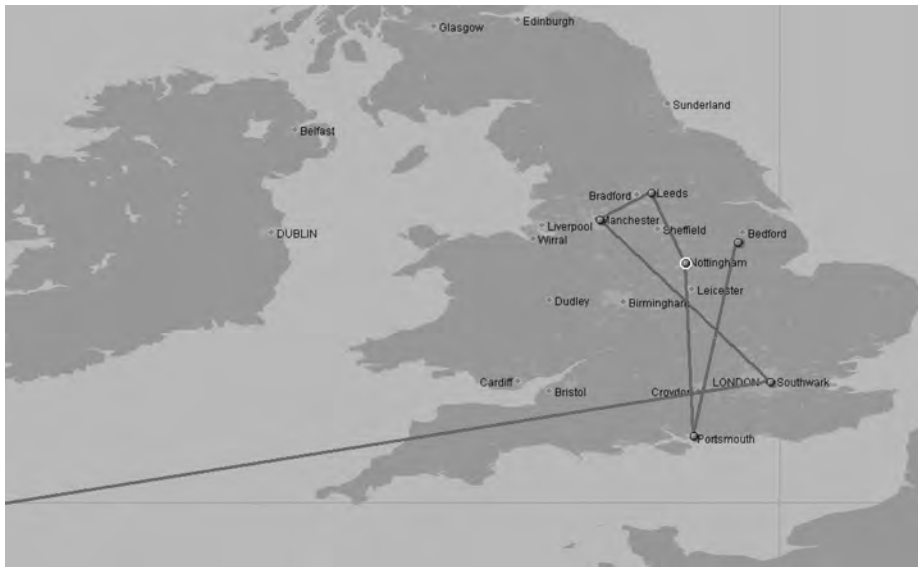 Edinburgh
Glasgow
Sunderland
Belfast
Bradford
Leeds
Manchester
Liverpool
Sheffield
Bedford
DUBLIN
Wirral
Nottingham
Leicester
Dudley
Birmingham
Cardiff
LONDON
Southwark
Bristol
Croydon
Portsmouth